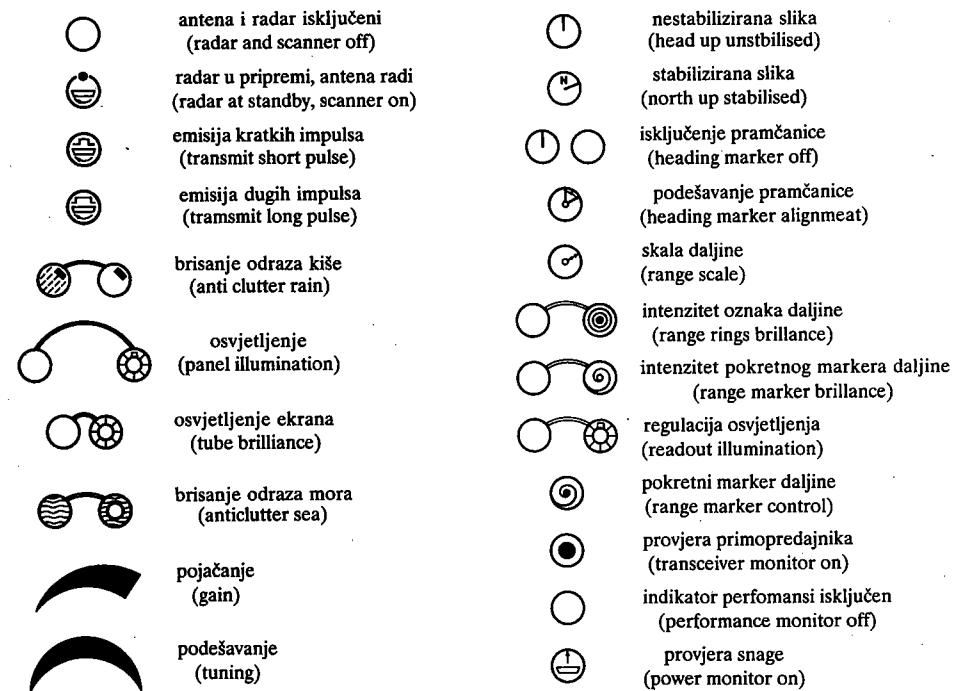 antena i radar isključeni
(radar and scanner off)
radar u pripremi, antena radi
(radar at standby, scanner on)
emisija kratkih impulsa
(transmit short pulse)
emisija dugih impulsa
(tramsmit long pulse)
brisanje odraza kiše
(anti clutter rain)
osvjetljenje
(panel illumination)
osvjetljenje ekrana
(tube brilliance)
brisanje odraza mora
(anticlutter sea)
pojačanje
(gain)
podešavanje
(tuning)
nestabilizirana slika
(head up unstbilised)
N
stabilizirana slika
(north up stabilised)
isključenje pramčanice
(heading marker off)
podešavanje pramčanice
(heading marker alignmeat)
skala daljine
(range scale)
intenzitet oznaka daljine
(range rings brillance)
intenzitet pokretnog markera daljine
(range marker brillance)
regulacija osvjetljenja
(readout illumination)
pokretni marker daljine
(range marker control)
provjera primopredajnika
(transceiver monitor on)
indikator perfomansi isključen
(performance monitor off)
provjera snage
(power monitor on)